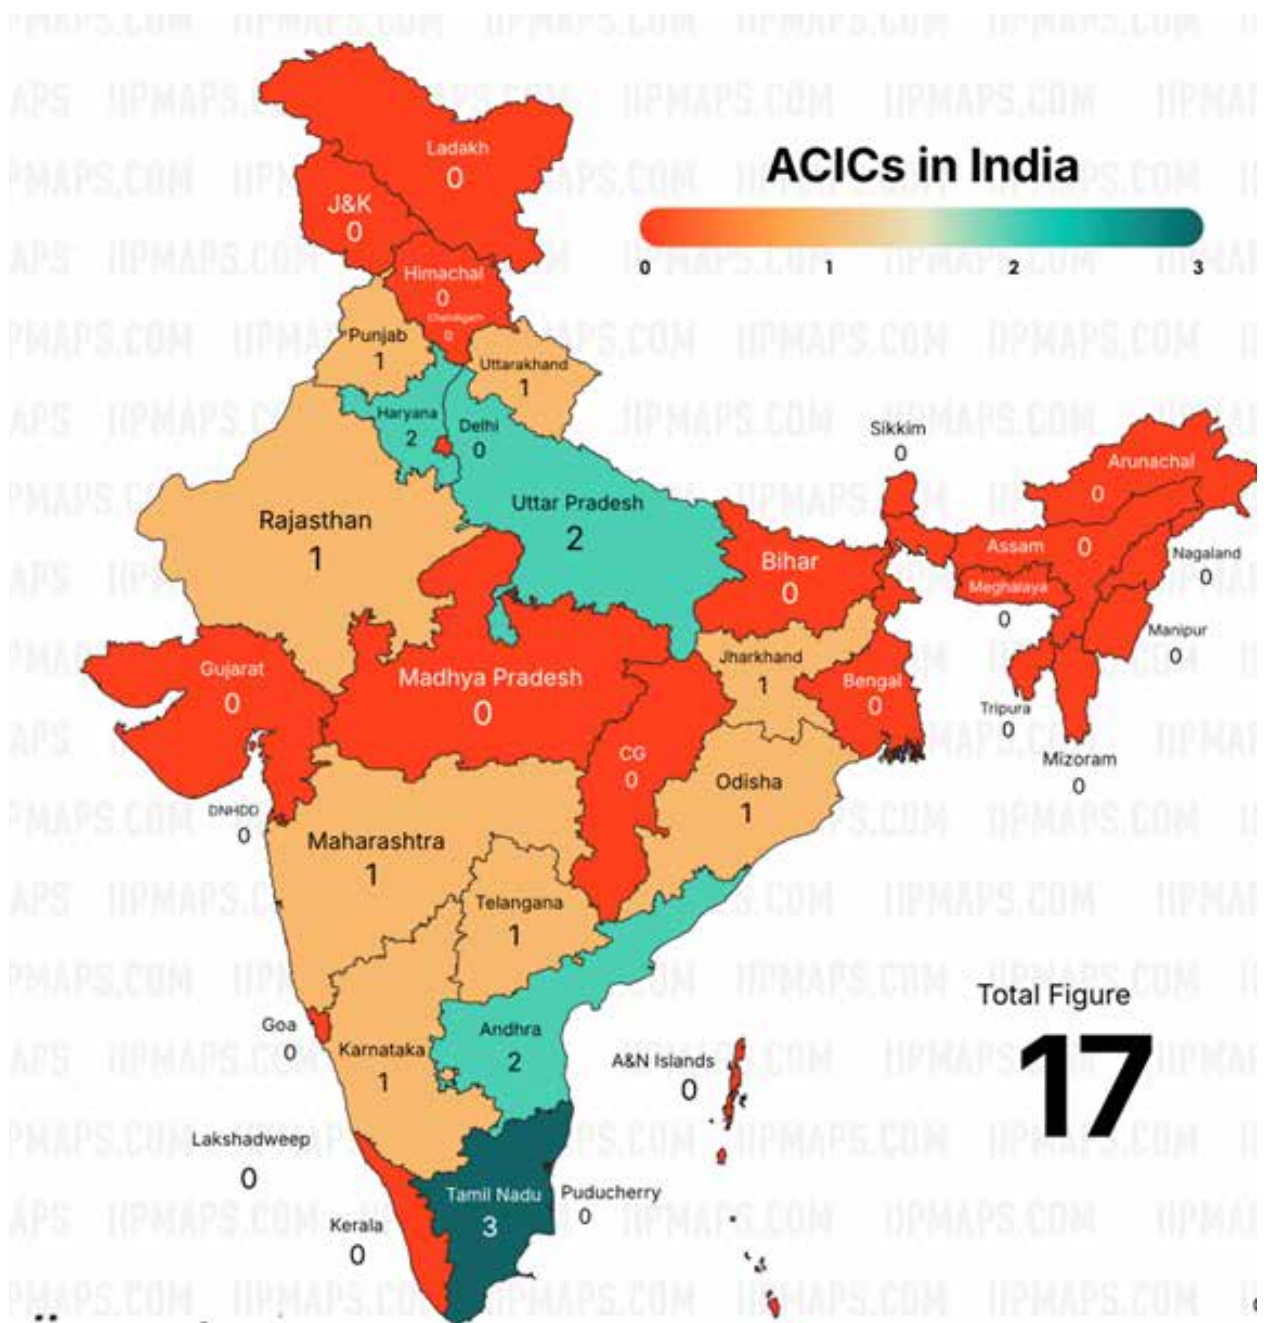 Ladakh
0
ACICs in India
J&K
0
0 1 2 3
Himachal
0
Chandigarh
0
Punjab
1
Uttarakhand
1
Haryana
2
Delhi
0
Sikkim
0
Arunachal
0
Rajasthan
1
Uttar Pradesh
2
Bihar
0
Assam 0
Nagaland
0
Meghalaya
0
Manipur
0
Gujarat
0
Madhya Pradesh
0
Jharkhand
1
Bengal
0
Tripura
0
Mizoram
0
CG
0
Odisha
1
DNHDD
0
Maharashtra
1
Telangana
1
Total Figure
17
Goa
0
Karnataka
1
Andhra
2
A&N Islands
0
Lakshadweep
0
Kerala
0
Tamil Nadu
3
Puducherry
0
IIPMAPS.COM